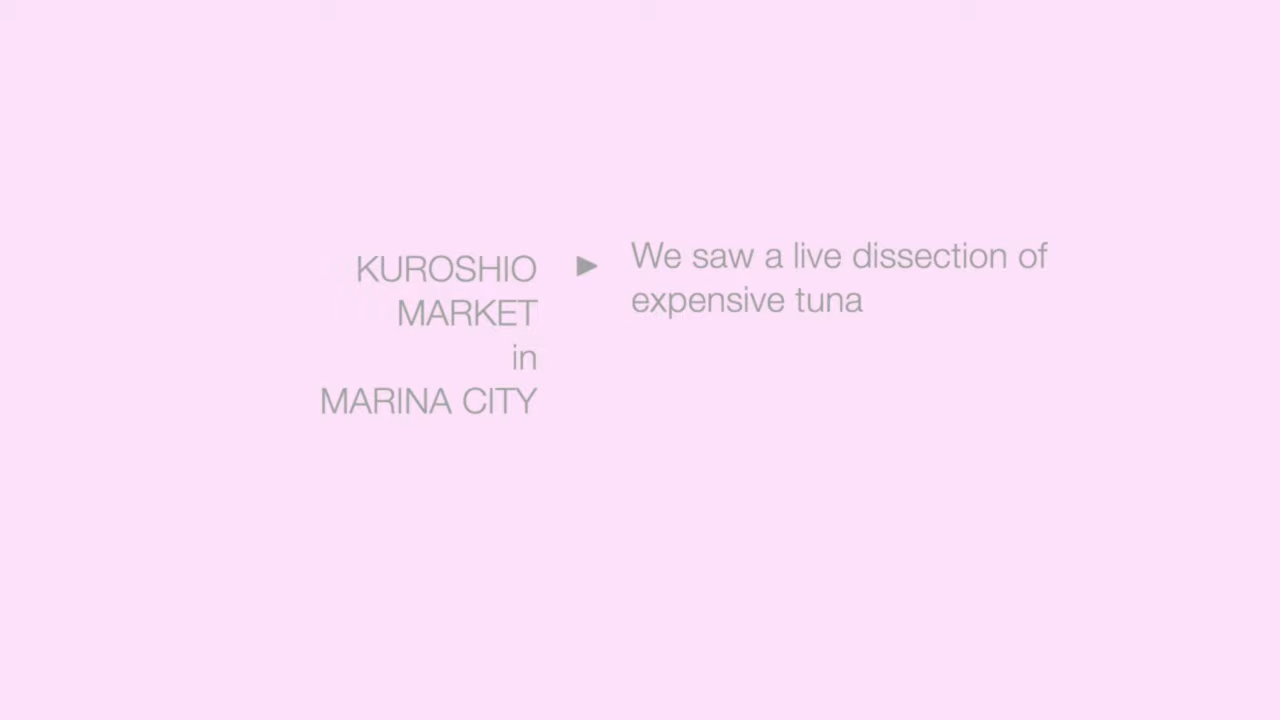 KUROSHIO
MARKET
in
MARINA CITY
► We saw a live dissection of
expensive tuna